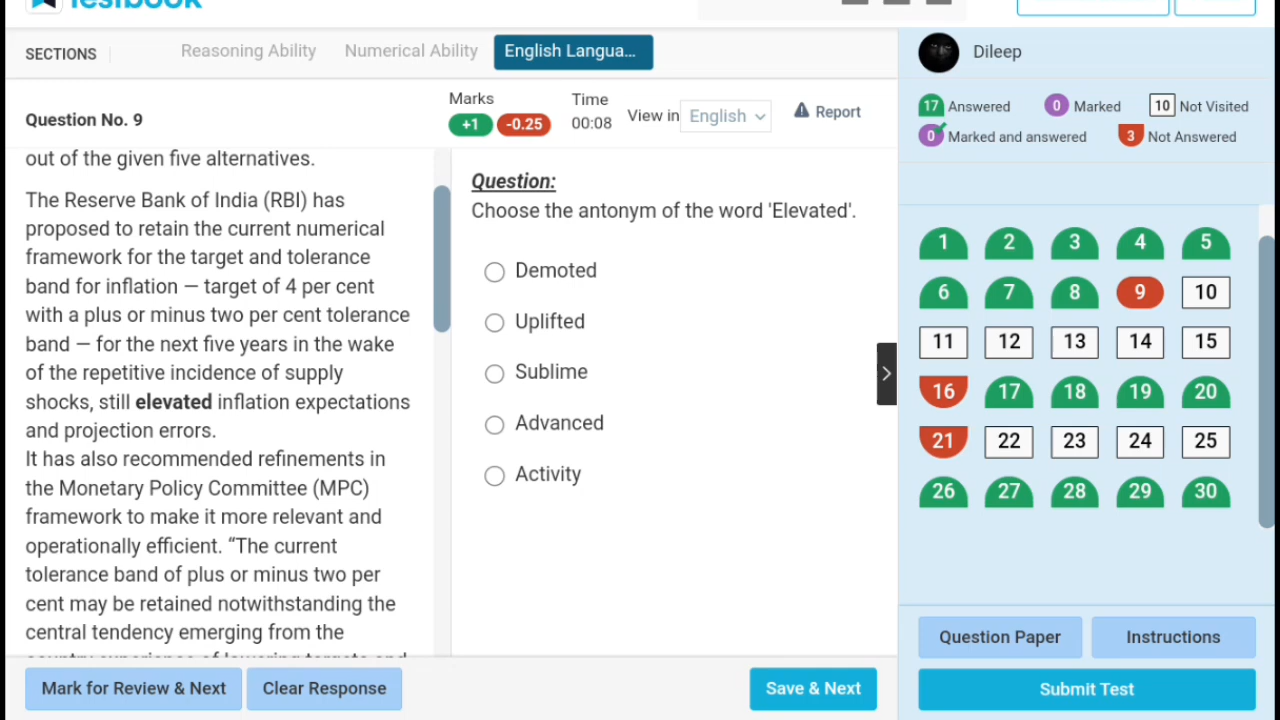 SECTIONS
Reasoning Ability
Numerical Ability
English Langua...
Dileep
Question No. 9
Marks
+1
-0.25
Time
00:08
View in
English
Report
17 Answered
0 Marked
10 Not Visited
0 Marked and answered
3 Not Answered
out of the given five alternatives.
The Reserve Bank of India (RBI) has
proposed to retain the current numerical
framework for the target and tolerance
band for inflation — target of 4 per cent
with a plus or minus two per cent tolerance
band — for the next five years in the wake
of the repetitive incidence of supply
shocks, still elevated inflation expectations
and projection errors.
It has also recommended refinements in
the Monetary Policy Committee (MPC)
framework to make it more relevant and
operationally efficient. “The current
tolerance band of plus or minus two per
cent may be retained notwithstanding the
central tendency emerging from the
Question:
Choose the antonym of the word 'Elevated'.
Demoted
Uplifted
Sublime
Advanced
Activity
1 2 3 4 5
6 7 8 9 10
11 12 13 14 15
16 17 18 19 20
21 22 23 24 25
26 27 28 29 30
Question Paper
Instructions
Mark for Review & Next
Clear Response
Save & Next
Submit Test